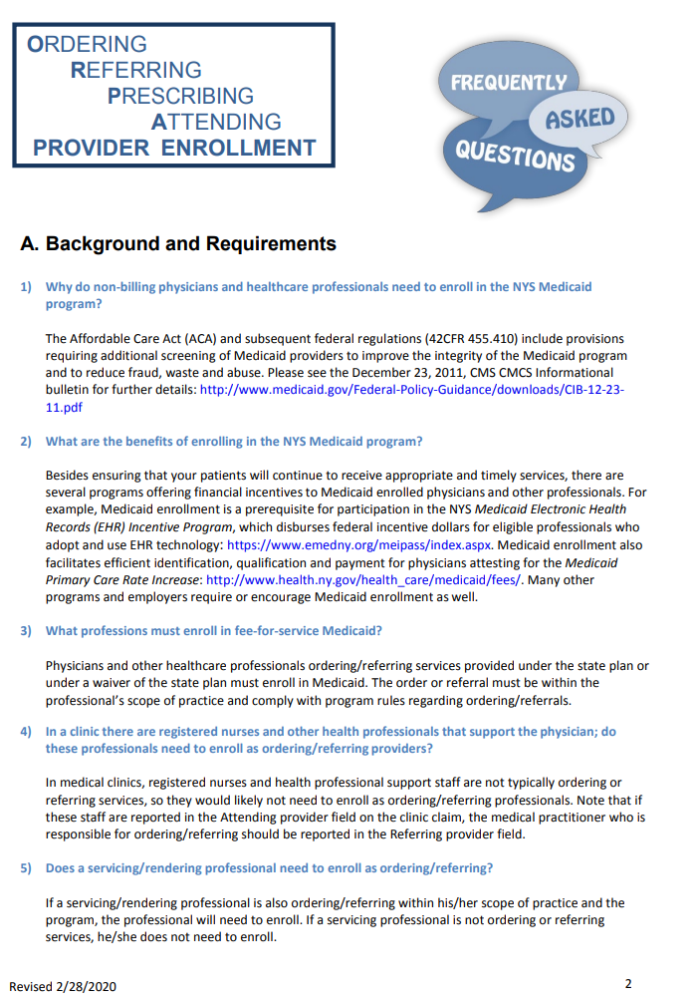 ORDERING
REFERRING
PRESCRIBING
ATTENDING
PROVIDER ENROLLMENT
FREQUENTLY
ASKED
QUESTIONS
A. Background and Requirements
1) Why do non-billing physicians and healthcare professionals need to enroll in the NYS Medicaid
program?
The Affordable Care Act (ACA) and subsequent federal regulations (42CFR 455.410) include provisions
requiring additional screening of Medicaid providers to improve the integrity of the Medicaid program
and to reduce fraud, waste and abuse. Please see the December 23, 2011, CMS CMCS Informational
bulletin for further details: http://www.medicaid.gov/Federal-Policy-Guidance/downloads/CIB-12-23-
11.pdf
2) What are the benefits of enrolling in the NYS Medicaid program?
Besides ensuring that your patients will continue to receive appropriate and timely services, there are
several programs offering financial incentives to Medicaid enrolled physicians and other professionals. For
example, Medicaid enrollment is a prerequisite for participation in the NYS Medicaid Electronic Health
Records (EHR) Incentive Program, which disburses federal incentive dollars for eligible professionals who
adopt and use EHR technology: https://www.emedny.org/meipass/index.aspx. Medicaid enrollment also
facilitates efficient identification, qualification and payment for physicians attesting for the Medicaid
Primary Care Rate Increase: http://www.health.ny.gov/health_care/medicaid/fees/. Many other
programs and employers require or encourage Medicaid enrollment as well.
3) What professions must enroll in fee-for-service Medicaid?
Physicians and other healthcare professionals ordering/referring services provided under the state plan or
under a waiver of the state plan must enroll in Medicaid. The order or referral must be within the
professional's scope of practice and comply with program rules regarding ordering/referrals.
4) In a clinic there are registered nurses and other health professionals that support the physician; do
these professionals need to enroll as ordering/referring providers?
In medical clinics, registered nurses and health professional support staff are not typically ordering or
referring services, so they would likely not need to enroll as ordering/referring professionals. Note that if
these staff are reported in the Attending provider field on the clinic claim, the medical practitioner who is
responsible for ordering/referring should be reported in the Referring provider field.
5) Does a servicing/rendering professional need to enroll as ordering/referring?
If a servicing/rendering professional is also ordering/referring within his/her scope of practice and the
program, the professional will need to enroll. If a servicing professional is not ordering or referring
services, he/she does not need to enroll.
Revised 2/28/2020
2